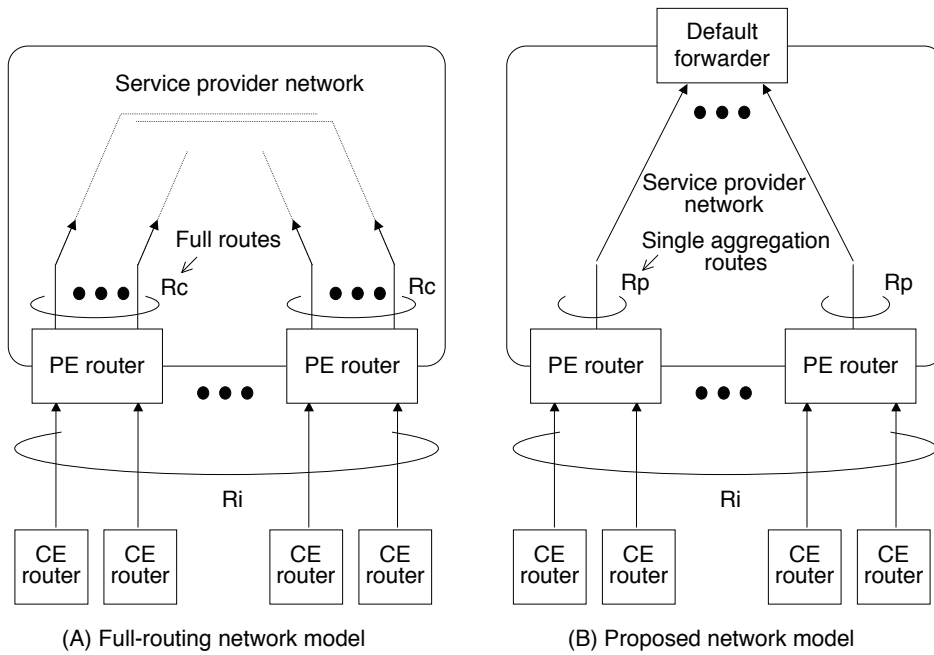 Service provider network
Full routes
Rc
Rc
PE router
PE router
Ri
CE
router
CE
router
CE
router
CE
router
(A) Full-routing network model
Default
forwarder
Service provider
network
Single aggregation
routes
Rp
Rp
PE router
PE router
Ri
CE
router
CE
router
CE
router
CE
router
(B) Proposed network model